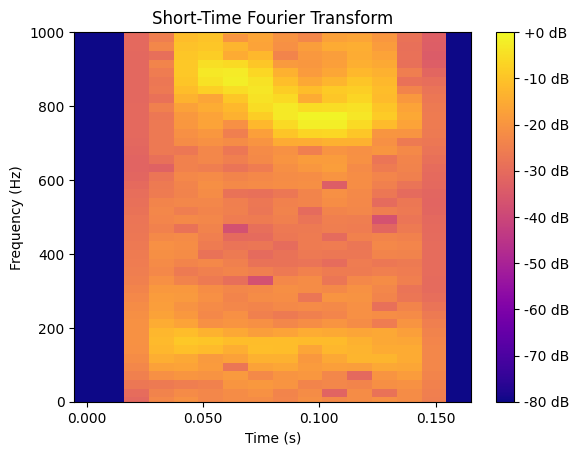 Short-Time Fourier Transform
1000
800
600
400
200
0
Frequency (Hz)
0.000
0.050
0.100
0.150
Time (s)
+0 dB
-10 dB
-20 dB
-30 dB
-40 dB
-50 dB
-60 dB
-70 dB
-80 dB